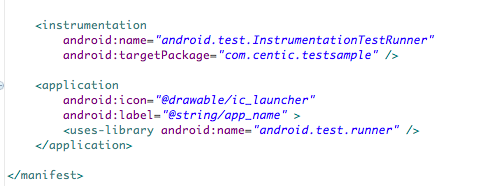 <instrumentation
android:name="android.test.InstrumentationTestRunner"
android:targetPackage="com.centic.testsample" />
<application
android:icon="@drawable/ic_launcher"
android:label="@string/app_name" >
<uses-library android:name="android.test.runner" />
</application>
</manifest>